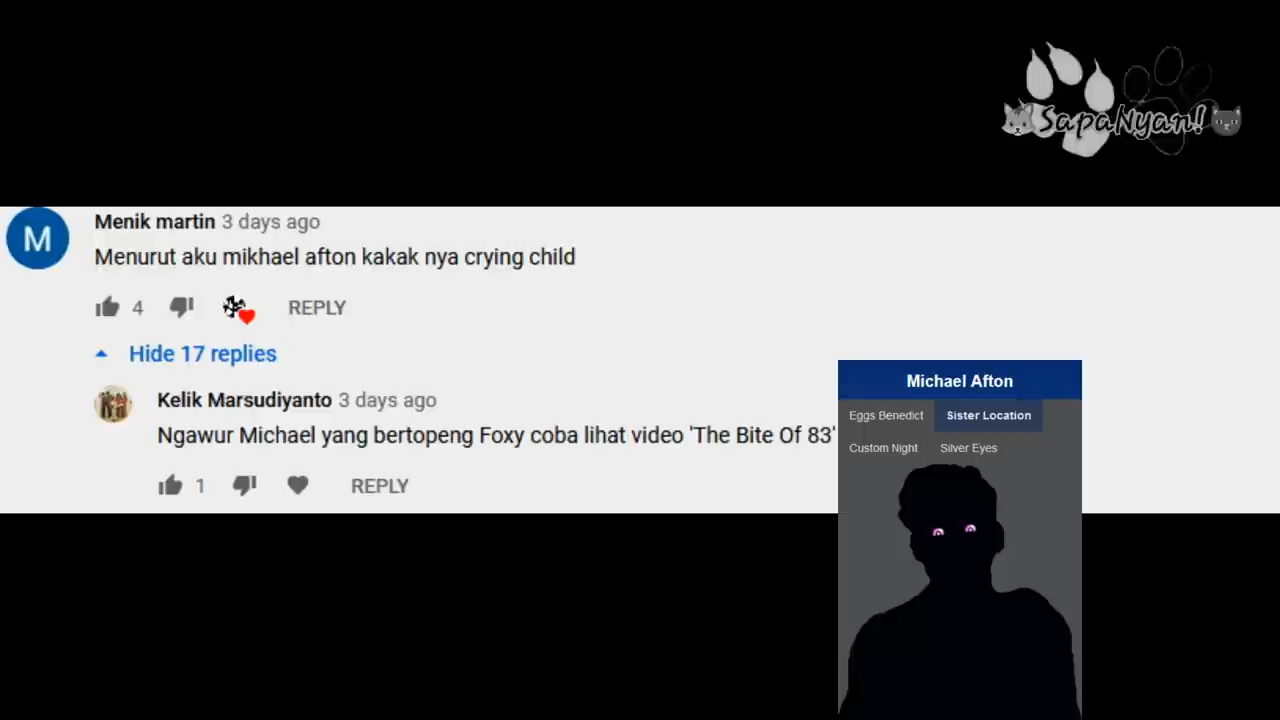 SapaNyan!
M
Menik martin 3 days ago
Menurut aku mikhael afton kakak nya crying child
4 REPLY
Hide 17 replies
Kelik Marsudiyanto 3 days ago
Ngawur Michael yang bertopeng Foxy coba lihat video 'The Bite Of 83'
1 REPLY
Michael Afton
Eggs Benedict Sister Location
Custom Night Silver Eyes